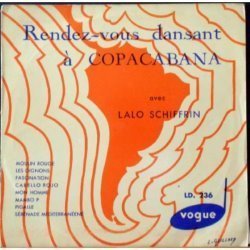 Rendez-vous dansant
à COPACABANA
avec
LALO SCHIFFRIN
MOULIN ROUGE
LES OIGNONS
FASCINATION
CABELLO ROJO
MON HOMME
MAMBO P
PIGALLE
SÉRÉNADE MÉDITERRANÉENNE
LD. 236
vogue